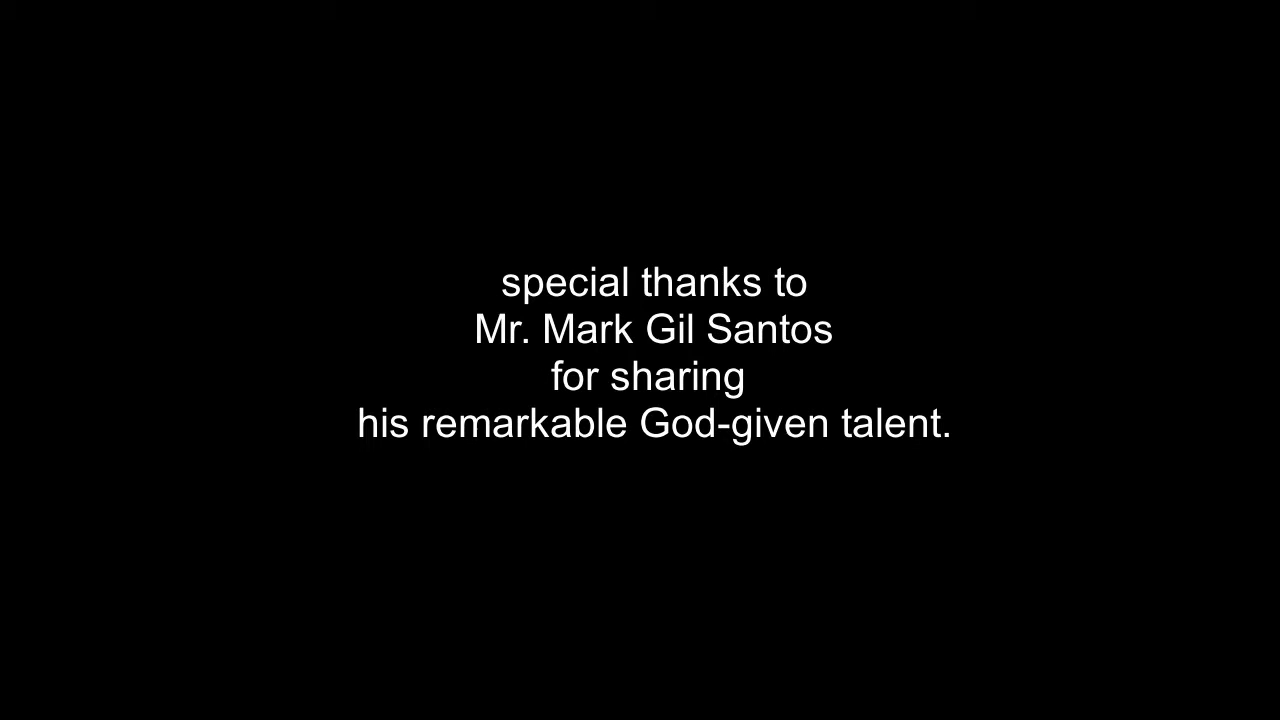 special thanks to
Mr. Mark Gil Santos
for sharing
his remarkable God-given talent.